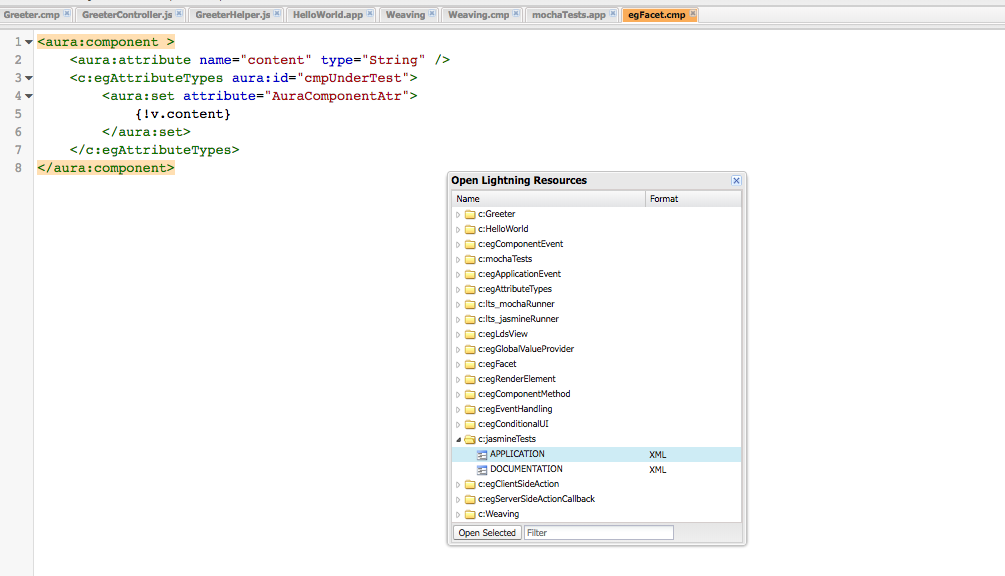 Greeter.cmp GreeterController.js GreeterHelper.js HelloWorld.app Weaving Weaving.cmp mochaTests.app egFacet.cmp
1 <aura:component >
2 <aura:attribute name="content" type="String" />
3 <c:egAttributeTypes aura:id="cmpUnderTest">
4 <aura:set attribute="AuraComponentAtr">
5 {!v.content}
6 </aura:set>
7 </c:egAttributeTypes>
8 </aura:component>
Open Lightning Resources
Name Format
c:Greeter
c:HelloWorld
c:egComponentEvent
c:mochaTests
c:egApplicationEvent
c:egAttributeTypes
c:lts_mochaRunner
c:lts_jasmineRunner
c:egLdsView
c:egGlobalValueProvider
c:egFacet
c:egRenderElement
c:egComponentMethod
c:egEventHandling
c:egConditionalUI
c:jasmineTests
APPLICATION XML
DOCUMENTATION XML
c:egClientSideAction
c:egServerSideActionCallback
c:Weaving
Open Selected Filter